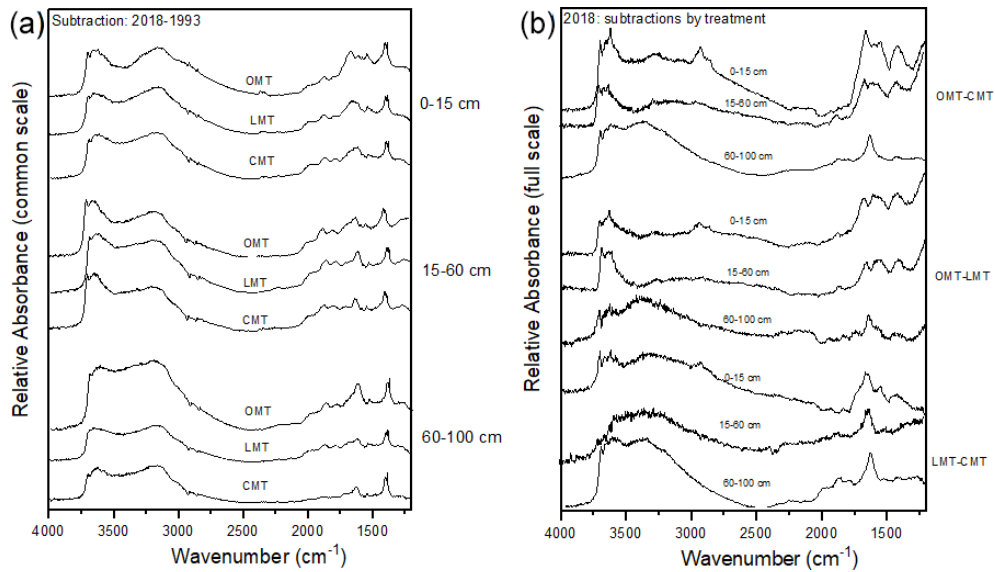 (a)
Subtraction: 2018-1993
OMT
LMT
CMT
0-15 cm
OMT
LMT
CMT
15-60 cm
OMT
LMT
CMT
60-100 cm
Relative Absorbance (common scale)
4000 3500 3000 2500 2000 1500
Wavenumber (cm⁻¹)
(b)
2018: subtractions by treatment
0-15 cm
15-60 cm
60-100 cm
OMT-CMT
0-15 cm
15-60 cm
60-100 cm
OMT-LMT
0-15 cm
15-60 cm
60-100 cm
LMT-CMT
Relative Absorbance (full scale)
4000 3500 3000 2500 2000 1500
Wavenumber (cm⁻¹)